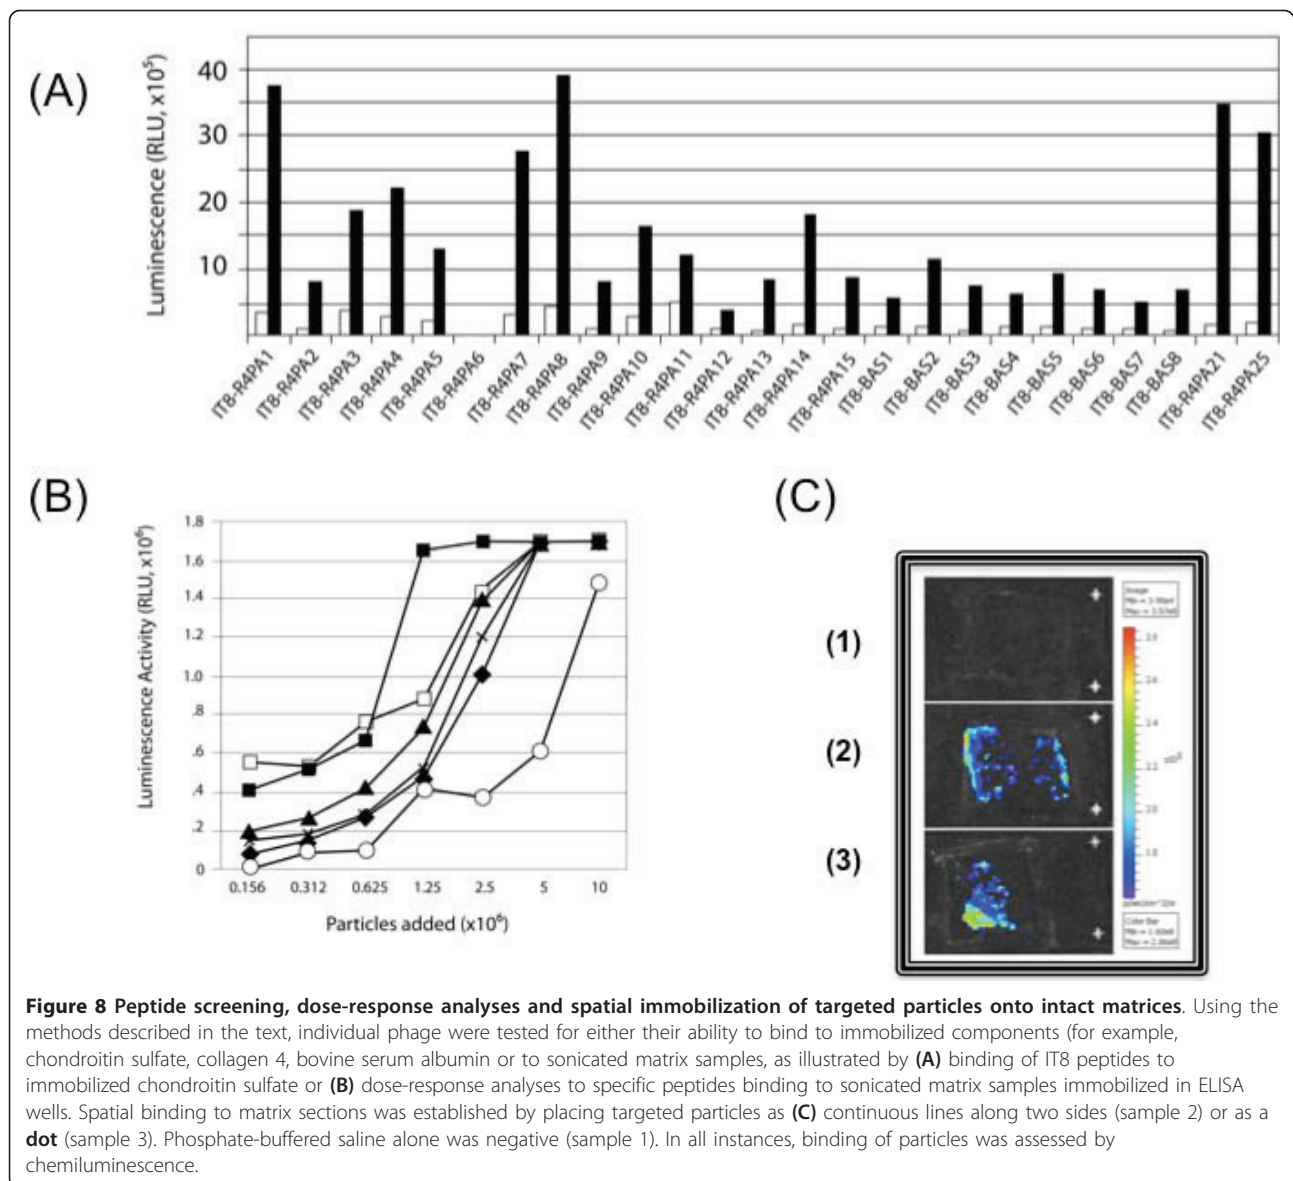 (A)
Luminescence (RLU, x10⁵)
40
30
20
10
IT8-R4PA1
IT8-R4PA2
IT8-R4PA3
IT8-R4PA4
IT8-R4PA5
IT8-R4PA6
IT8-R4PA7
IT8-R4PA8
IT8-R4PA9
IT8-R4PA10
IT8-R4PA11
IT8-R4PA12
IT8-R4PA13
IT8-R4PA14
IT8-R4PA15
IT8-BAS1
IT8-BAS2
IT8-BAS3
IT8-BAS4
IT8-BAS5
IT8-BAS6
IT8-BAS7
IT8-BAS8
IT8-R4PA21
IT8-R4PA25
(B)
Luminescence Activity (RLU, x10⁶)
1.8
1.6
1.4
1.2
1.0
.8
.6
.4
.2
0
0.156 0.312 0.625 1.25 2.5 5 10
Particles added (x10⁶)
(C)
(1)
(2)
(3)
Image
Color Bar
Figure 8 Peptide screening, dose-response analyses and spatial immobilization of targeted particles onto intact matrices. Using the
methods described in the text, individual phage were tested for either their ability to bind to immobilized components (for example,
chondroitin sulfate, collagen 4, bovine serum albumin or to sonicated matrix samples, as illustrated by (A) binding of IT8 peptides to
immobilized chondroitin sulfate or (B) dose-response analyses to specific peptides binding to sonicated matrix samples immobilized in ELISA
wells. Spatial binding to matrix sections was established by placing targeted particles as (C) continuous lines along two sides (sample 2) or as a
dot (sample 3). Phosphate-buffered saline alone was negative (sample 1). In all instances, binding of particles was assessed by
chemiluminescence.